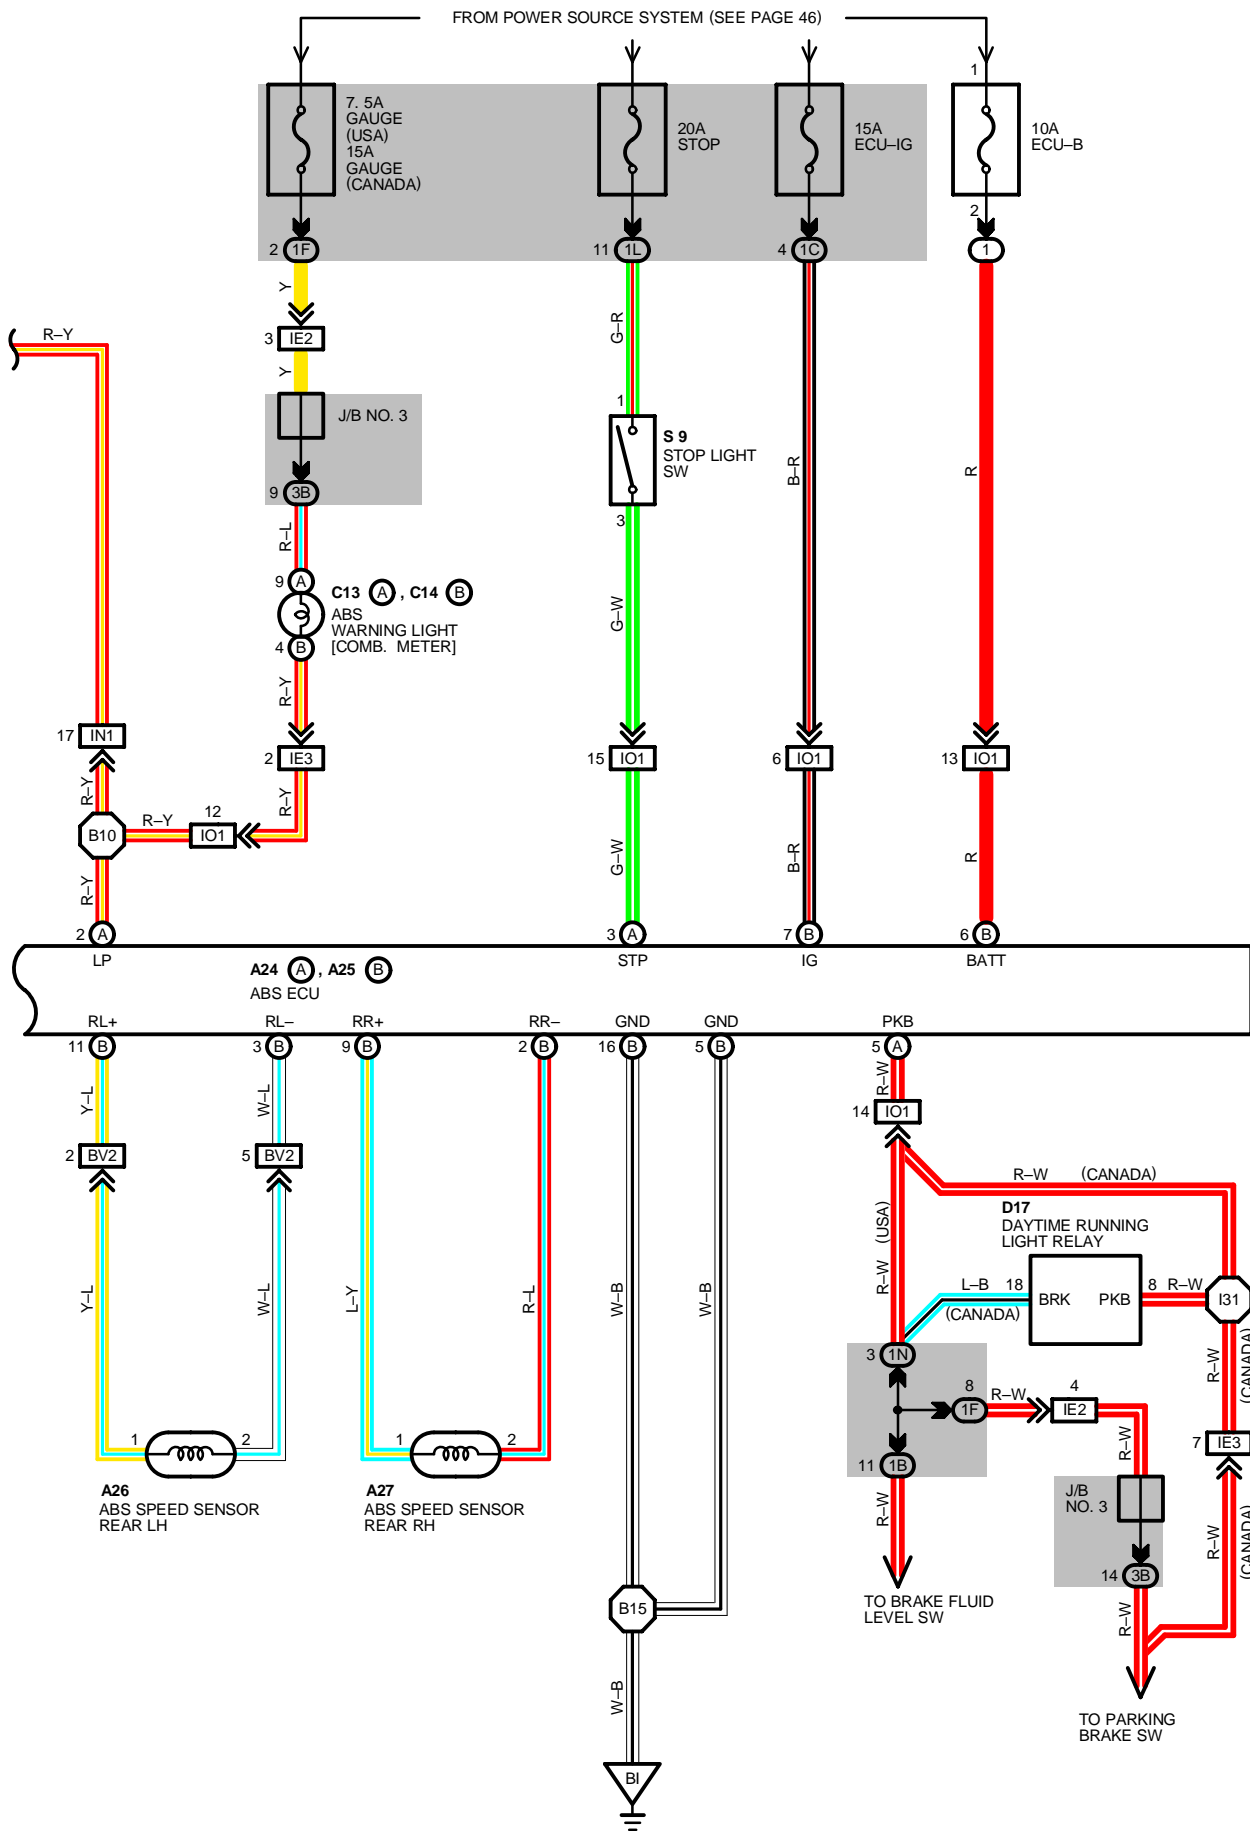 FROM POWER SOURCE SYSTEM (SEE PAGE 46)
1
7. 5A
GAUGE
(USA)
15A
GAUGE
(CANADA)
20A
STOP
15A
ECU–IG
10A
ECU–B
2
2 1F
11 1L
4 1C
1
Y
3 IE2
Y
J/B NO. 3
9 3B
R–L
9 A
C13 A , C14 B
ABS
WARNING LIGHT
[COMB. METER]
4 B
R–Y
2 IE3
R–Y
R–Y
17 IN1
R–Y
B10
R–Y
12
IO1
R–Y
G–R
1
S 9
STOP LIGHT
SW
3
G–W
15 IO1
G–W
B–R
6 IO1
B–R
R
13 IO1
R
2 A
3 A
7 B
6 B
LP
STP
IG
BATT
A24 A , A25 B
ABS ECU
RL+
RL–
RR+
RR–
GND
GND
PKB
11 B
3 B
9 B
2 B
16 B
5 B
5 A
Y–L
W–L
2 BV2
5 BV2
Y–L
W–L
L–Y
R–L
W–B
W–B
1
2
1
2
A26
ABS SPEED SENSOR
REAR LH
A27
ABS SPEED SENSOR
REAR RH
B15
W–B
BI
R–W
14 IO1
R–W (CANADA)
R–W (USA)
D17
DAYTIME RUNNING
LIGHT RELAY
L–B
(CANADA)
18
BRK
PKB
8
R–W
I31
3 1N
8
1F
R–W
4
IE2
R–W
11 1B
R–W
TO BRAKE FLUID
LEVEL SW
J/B
NO. 3
14 3B
R–W
R–W (CANADA)
7 IE3
R–W (CANADA)
TO PARKING
BRAKE SW